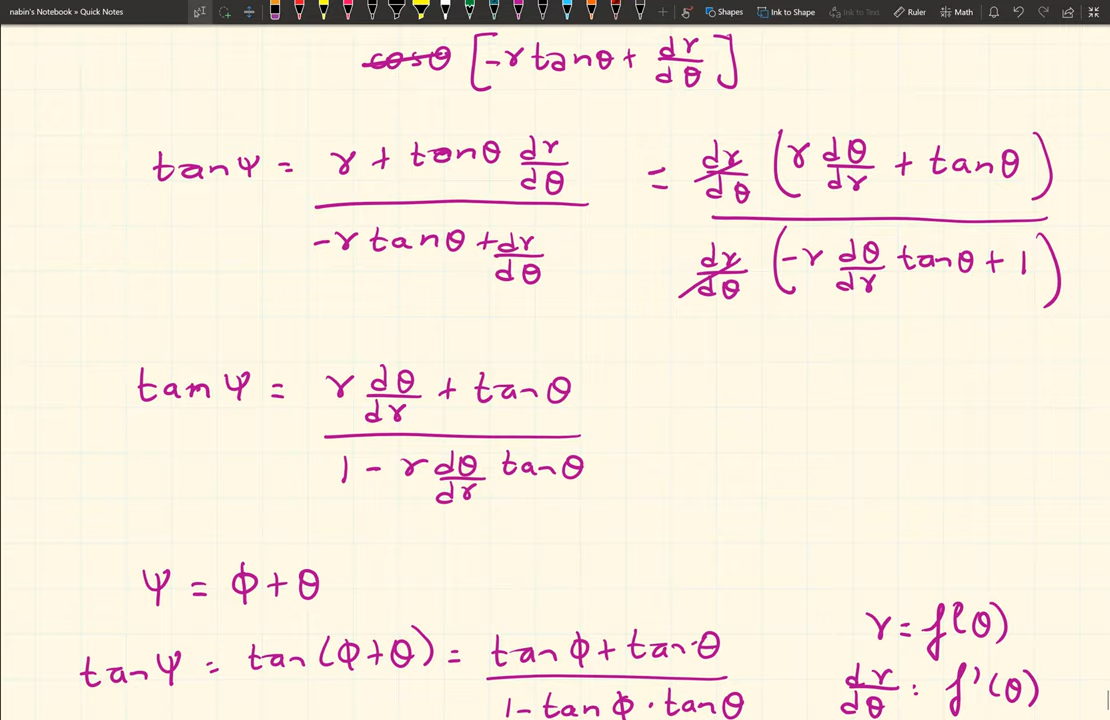 nabin's Notebook » Quick Notes
Shapes Ink to Shape Ink to Text Ruler Math
cosθ [-r tanθ + dr/dθ]
tanψ = (r + tanθ dr/dθ) / (-r tanθ + dr/dθ) = dr/dθ (r dθ/dr + tanθ) / dr/dθ (-r dθ/dr tanθ + 1)
tanψ = (r dθ/dr + tanθ) / (1 - r dθ/dr tanθ)
ψ = ϕ + θ
tanψ = tan(ϕ+θ) = (tanϕ + tan·θ) / (1 - tanϕ · tanθ)
r = f(θ)
dr/dθ : f'(θ)